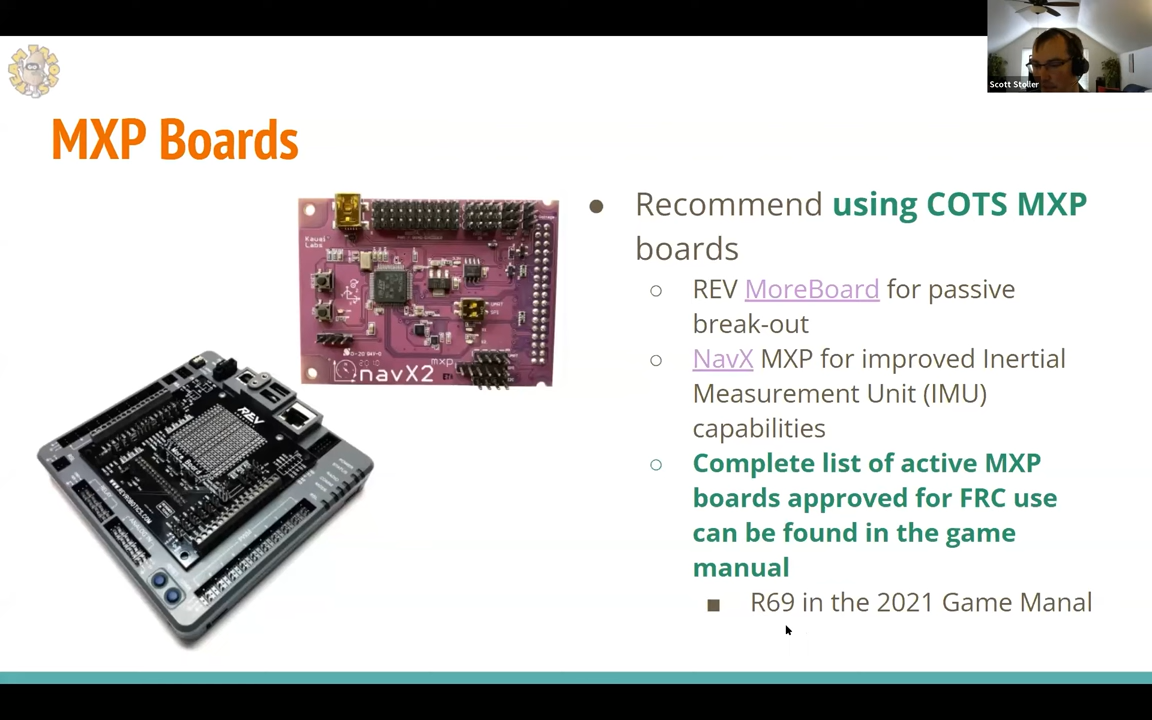 Scott Stoller
MXP Boards
Recommend using COTS MXP
boards
REV MoreBoard for passive
break-out
NavX MXP for improved Inertial
Measurement Unit (IMU)
capabilities
Complete list of active MXP
boards approved for FRC use
can be found in the game
manual
R69 in the 2021 Game Manal
Kauai
Labs
mxp
navX2
REV